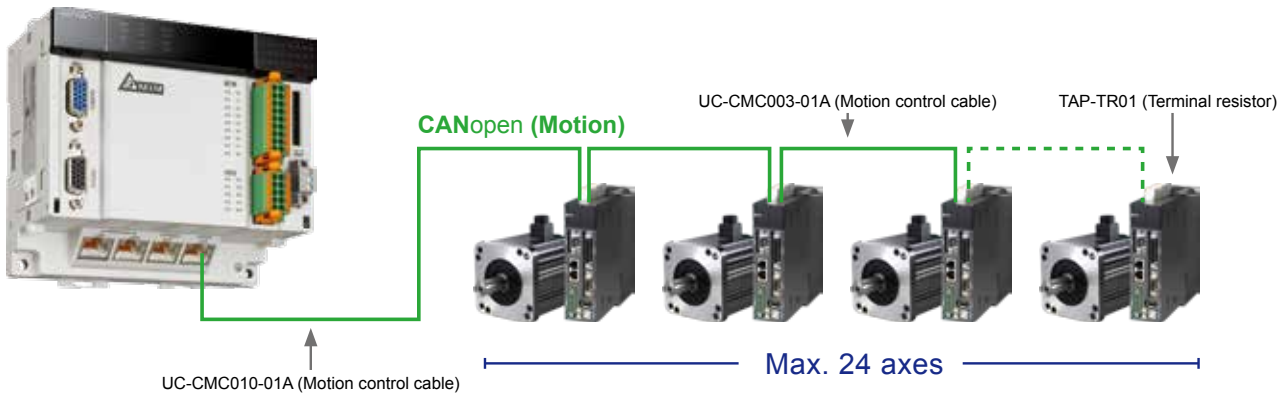 UC-CMC003-01A (Motion control cable)
TAP-TR01 (Terminal resistor)
CANopen (Motion)
Max. 24 axes
UC-CMC010-01A (Motion control cable)